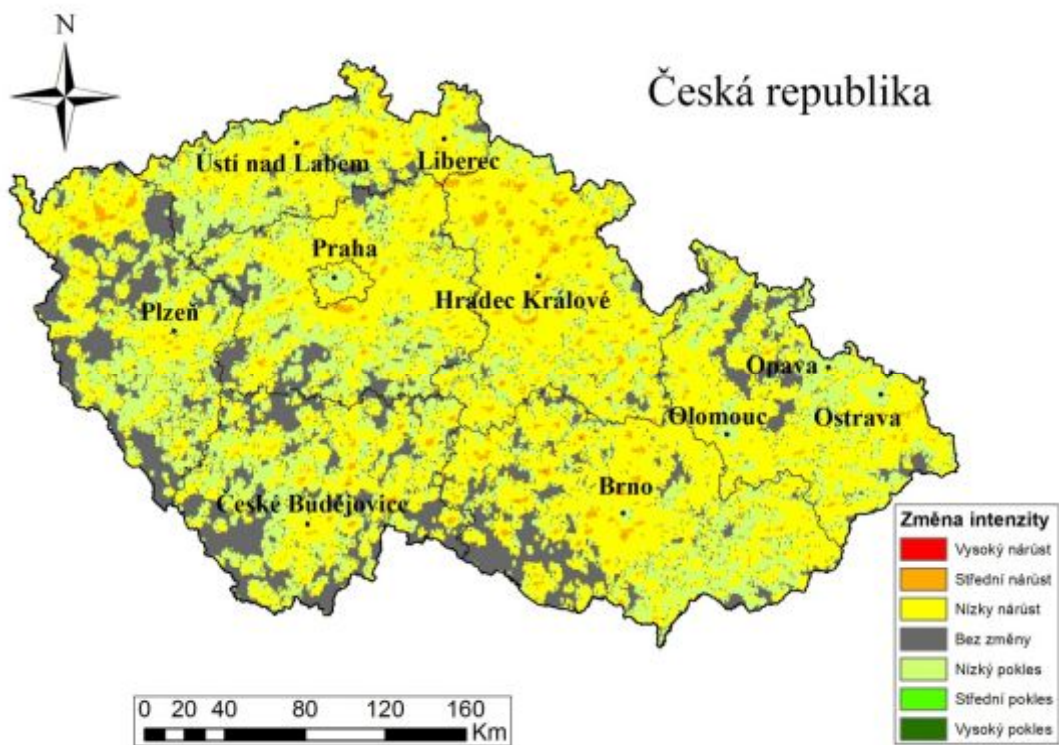 N
Česká republika
Ústí nad Labem
Liberec
Praha
Hradec Králové
Plzeň
Opava
Olomouc
Ostrava
Brno
České Budějovice
Změna intenzity
Vysoký nárůst
Střední nárůst
Nízky nárůst
Bez změny
Nízký pokles
Střední pokles
Vysoký pokles
0 20 40 80 120 160
Km